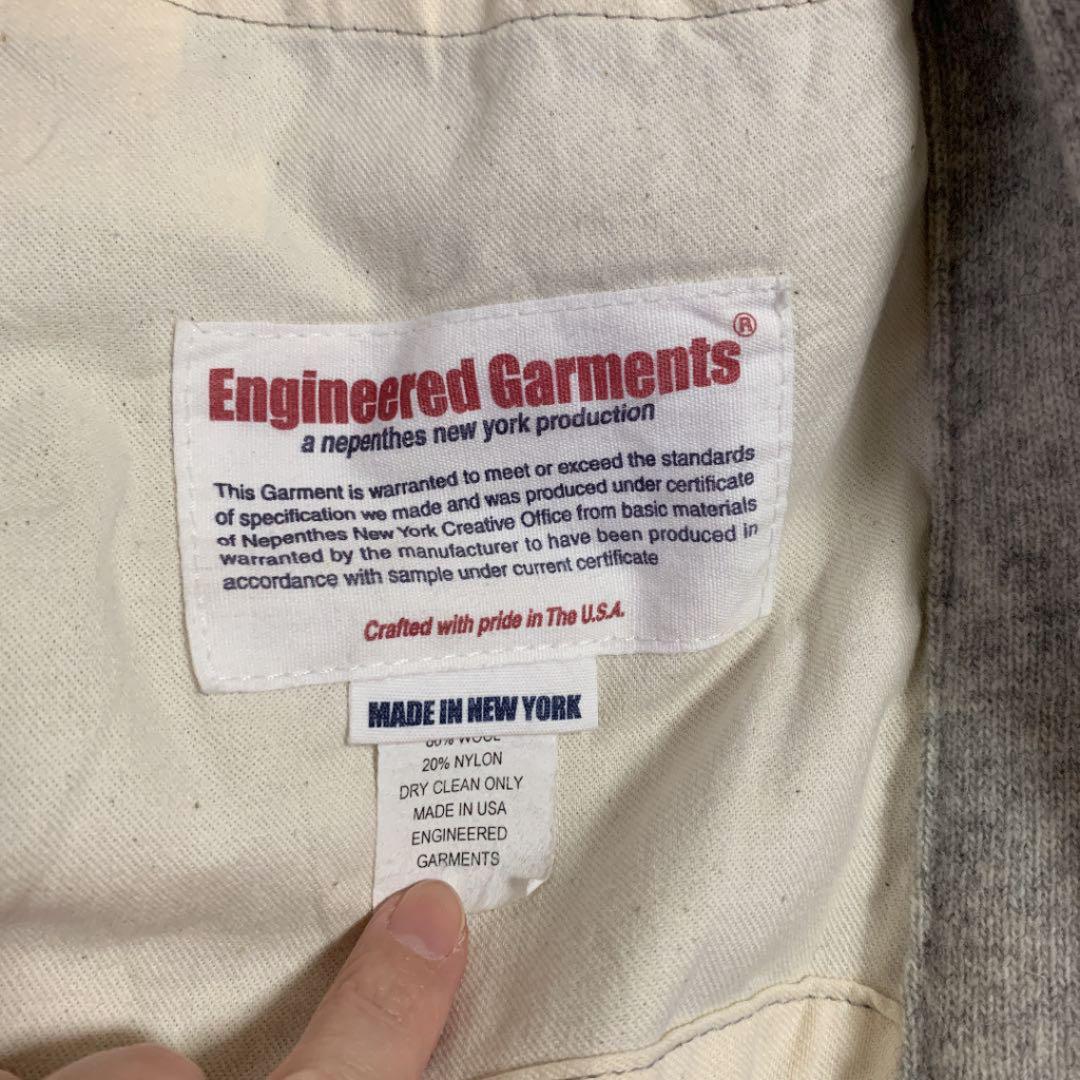 Engineered Garments®
a nepenthes new york production
This Garment is warranted to meet or exceed the standards
of specification we made and was produced under certificate
of Nepenthes New York Creative Office from basic materials
warranted by the manufacturer to have been produced in
accordance with sample under current certificate
Crafted with pride in The U.S.A.
MADE IN NEW YORK
80% WOOL
20% NYLON
DRY CLEAN ONLY
MADE IN USA
ENGINEERED
GARMENTS